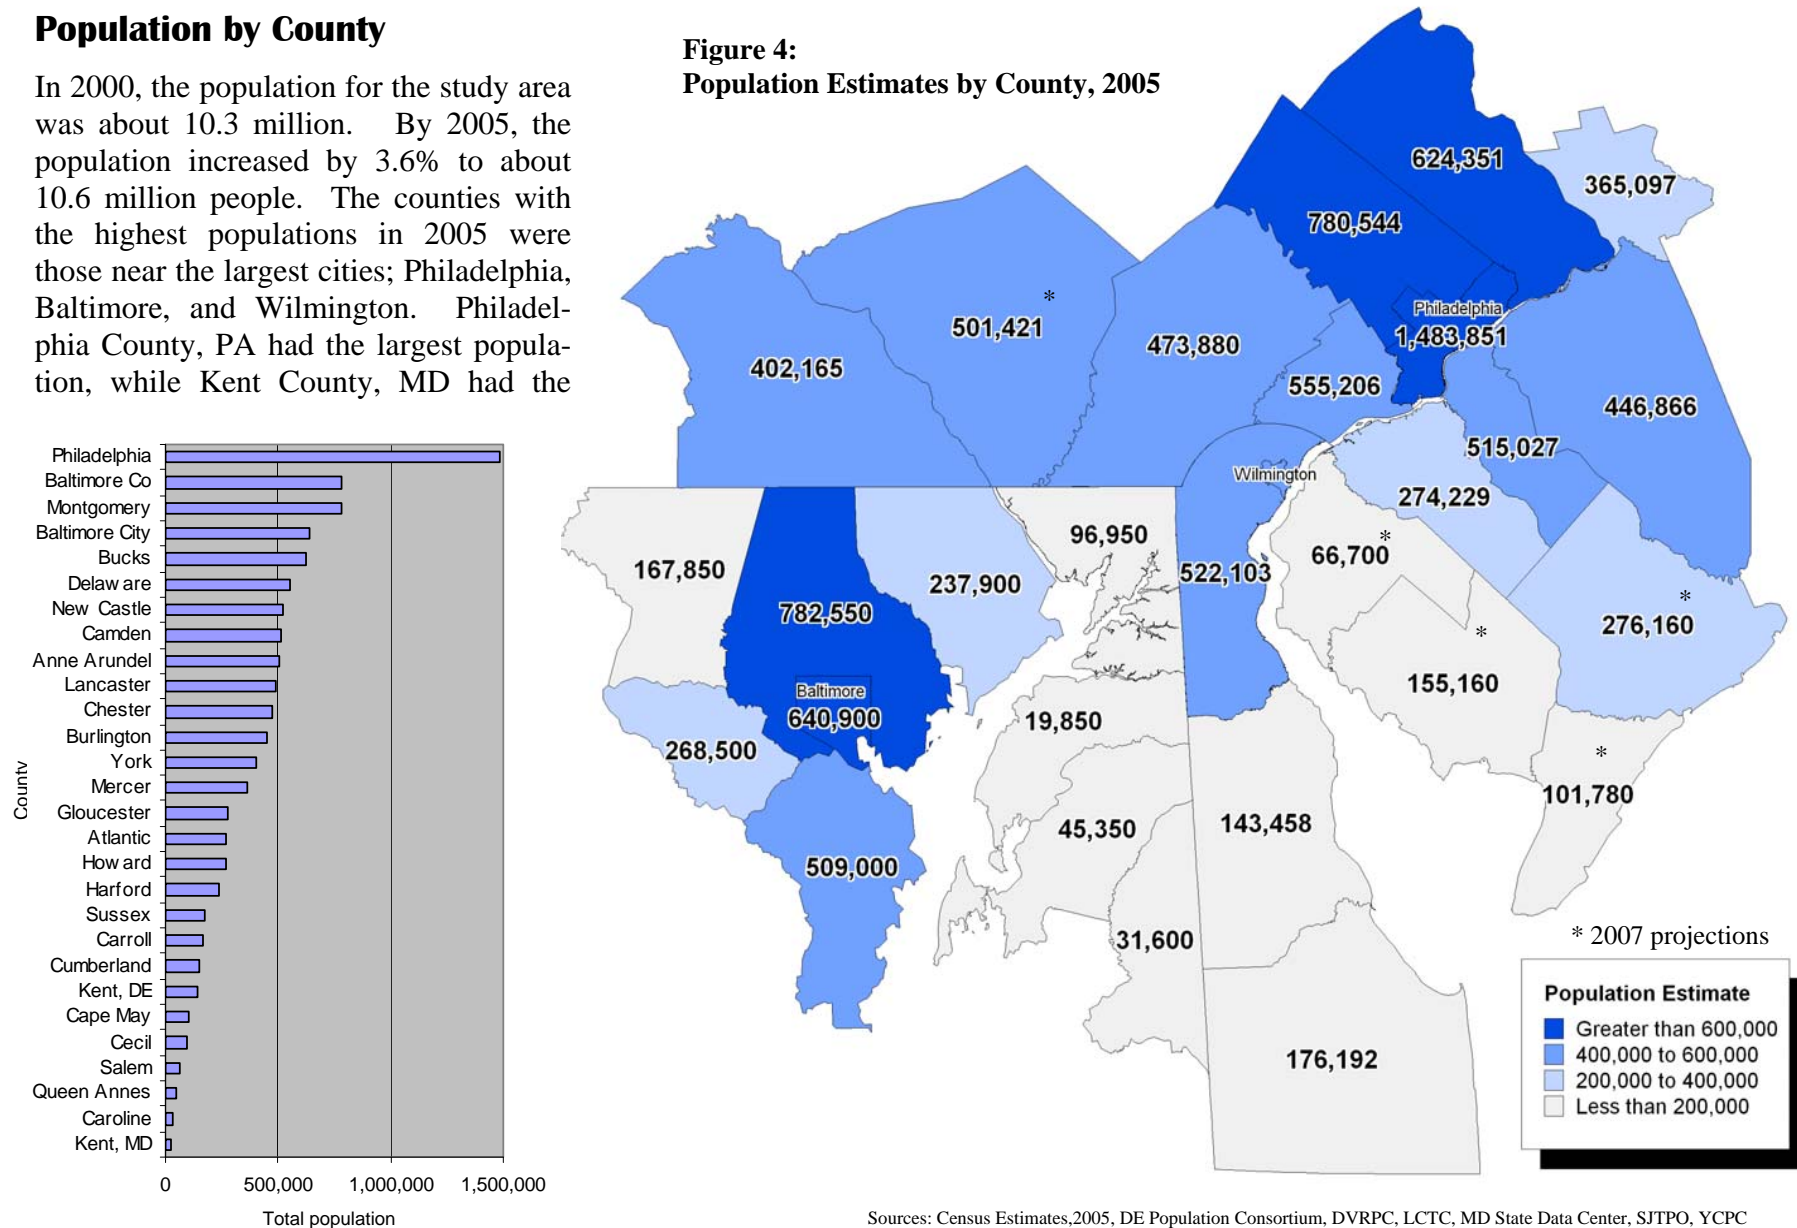 Population by County
In 2000, the population for the study area
was about 10.3 million. By 2005, the
population increased by 3.6% to about
10.6 million people. The counties with
the highest populations in 2005 were
those near the largest cities; Philadelphia,
Baltimore, and Wilmington. Philadel-
phia County, PA had the largest popula-
tion, while Kent County, MD had the
County
Philadelphia
Baltimore Co
Montgomery
Baltimore City
Bucks
Delaware
New Castle
Camden
Anne Arundel
Lancaster
Chester
Burlington
York
Mercer
Gloucester
Atlantic
Howard
Harford
Sussex
Carroll
Cumberland
Kent, DE
Cape May
Cecil
Salem
Queen Annes
Caroline
Kent, MD
0 500,000 1,000,000 1,500,000
Total population
Figure 4:
Population Estimates by County, 2005
624,351
365,097
780,544
*
501,421
Philadelphia
1,483,851
473,880
402,165
555,206
446,866
515,027
Wilmington
274,229
96,950
*
66,700
167,850
522,103
237,900
*
782,550
276,160
*
155,160
Baltimore
640,900
19,850
268,500
*
101,780
143,458
45,350
509,000
31,600
176,192
* 2007 projections
Population Estimate
Greater than 600,000
400,000 to 600,000
200,000 to 400,000
Less than 200,000
Sources: Census Estimates,2005, DE Population Consortium, DVRPC, LCTC, MD State Data Center, SJTPO, YCPC